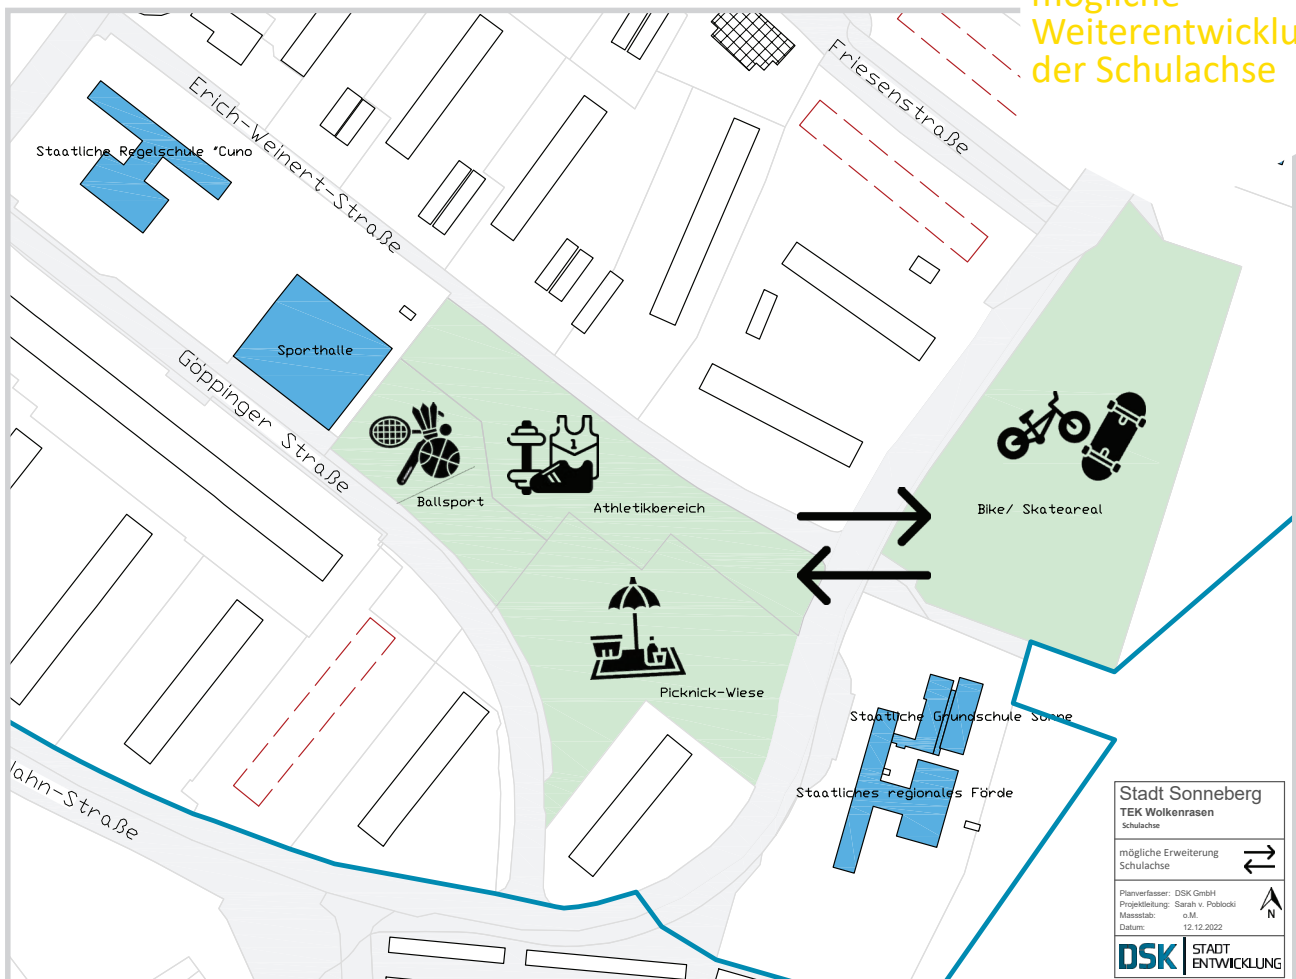 mögliche
Weiterentwicklu
der Schulachse
Friesenstraße
Erich-Weinert-Straße
Staatliche Regelschule "Cuno
Sporthalle
Göppinger Straße
Ballsport
Athletikbereich
1
Bike/ Skateareal
Picknick-Wiese
Staatliche Grundschule Sonne
Staatliches regionales Förde
Jahn-Straße
Stadt Sonneberg
TEK Wolkenrasen
Schulachse
mögliche Erweiterung
Schulachse
Planverfasser: DSK GmbH
Projektleitung: Sarah v. Poblocki
Massstab: o.M.
Datum: 12.12.2022
N
DSK STADT
ENTWICKLUNG